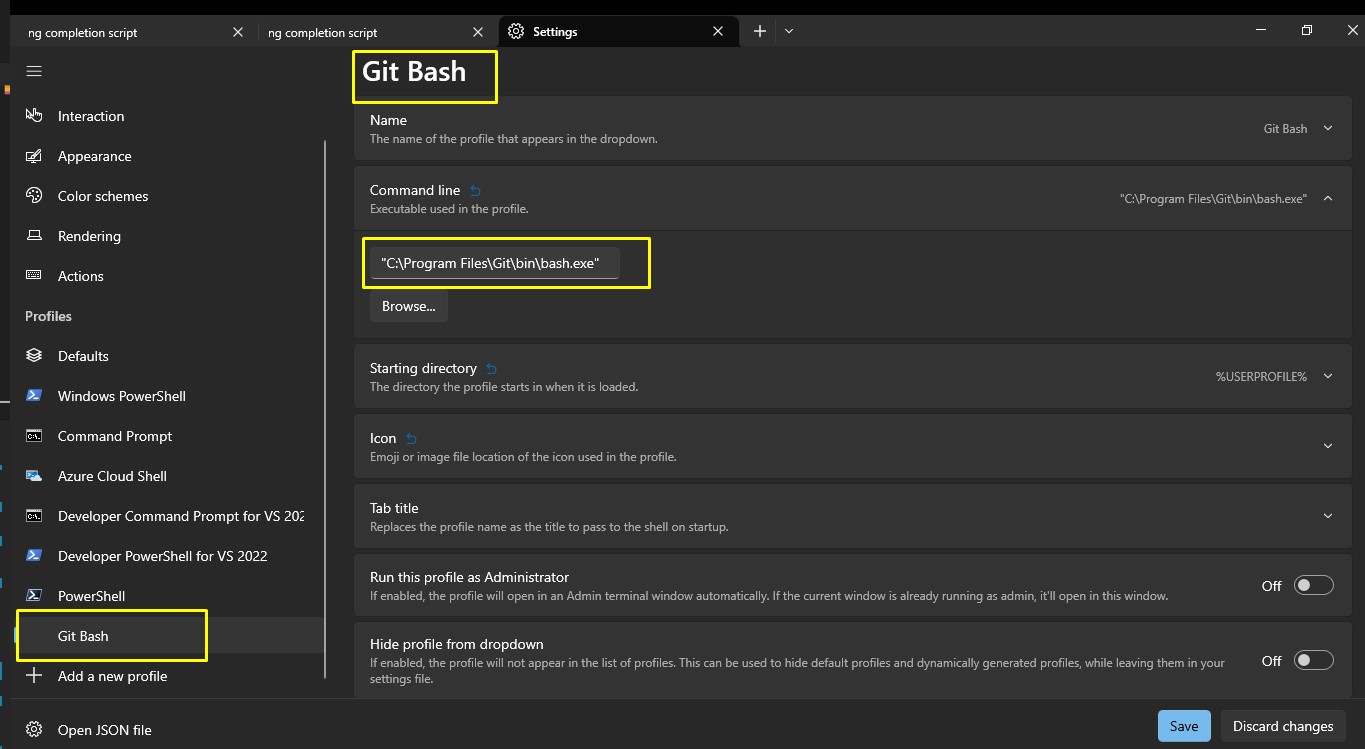 ng completion script
ng completion script
Settings
Interaction
Appearance
Color schemes
Rendering
Actions
Profiles
Defaults
Windows PowerShell
Command Prompt
Azure Cloud Shell
Developer Command Prompt for VS 202
Developer PowerShell for VS 2022
PowerShell
Git Bash
Add a new profile
Open JSON file
Git Bash
Name
The name of the profile that appears in the dropdown.
Git Bash
Command line
Executable used in the profile.
"C:\Program Files\Git\bin\bash.exe"
"C:\Program Files\Git\bin\bash.exe"
Browse...
Starting directory
The directory the profile starts in when it is loaded.
%USERPROFILE%
Icon
Emoji or image file location of the icon used in the profile.
Tab title
Replaces the profile name as the title to pass to the shell on startup.
Run this profile as Administrator
If enabled, the profile will open in an Admin terminal window automatically. If the current window is already running as admin, it'll open in this window.
Off
Hide profile from dropdown
If enabled, the profile will not appear in the list of profiles. This can be used to hide default profiles and dynamically generated profiles, while leaving them in your
settings file.
Off
Save
Discard changes